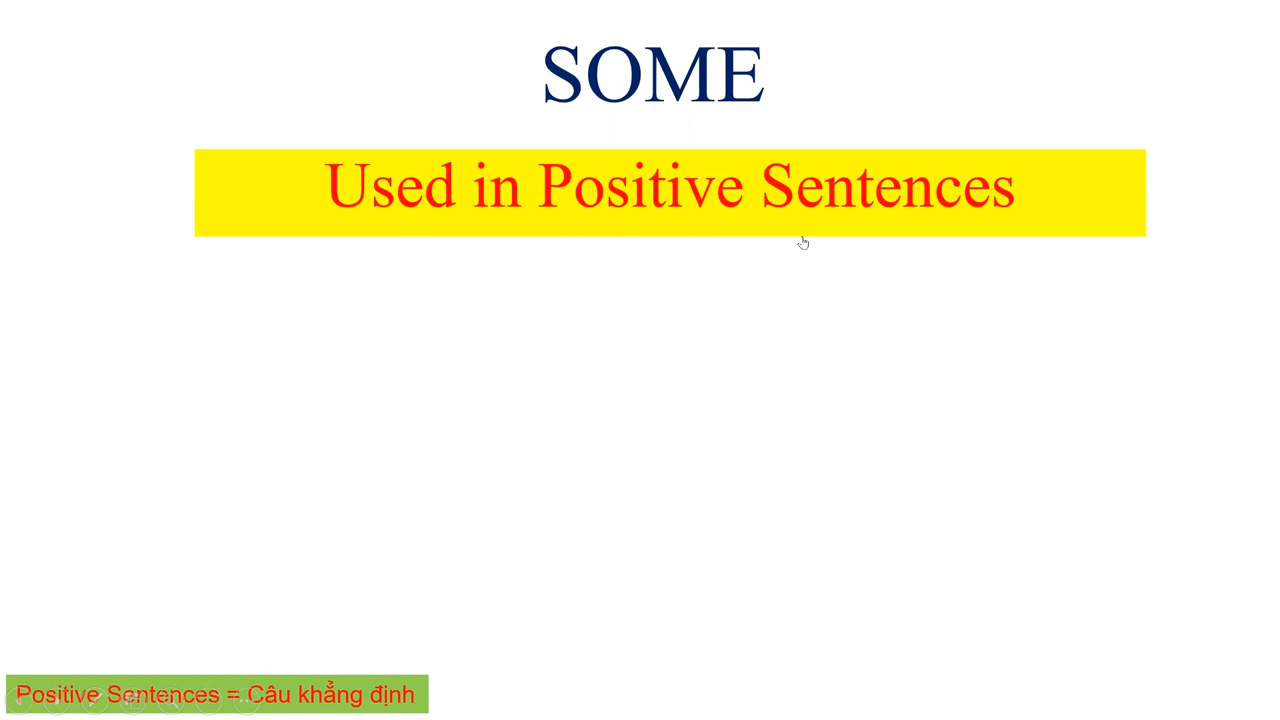 SOME
Used in Positive Sentences
Positive Sentences = Câu khẳng định